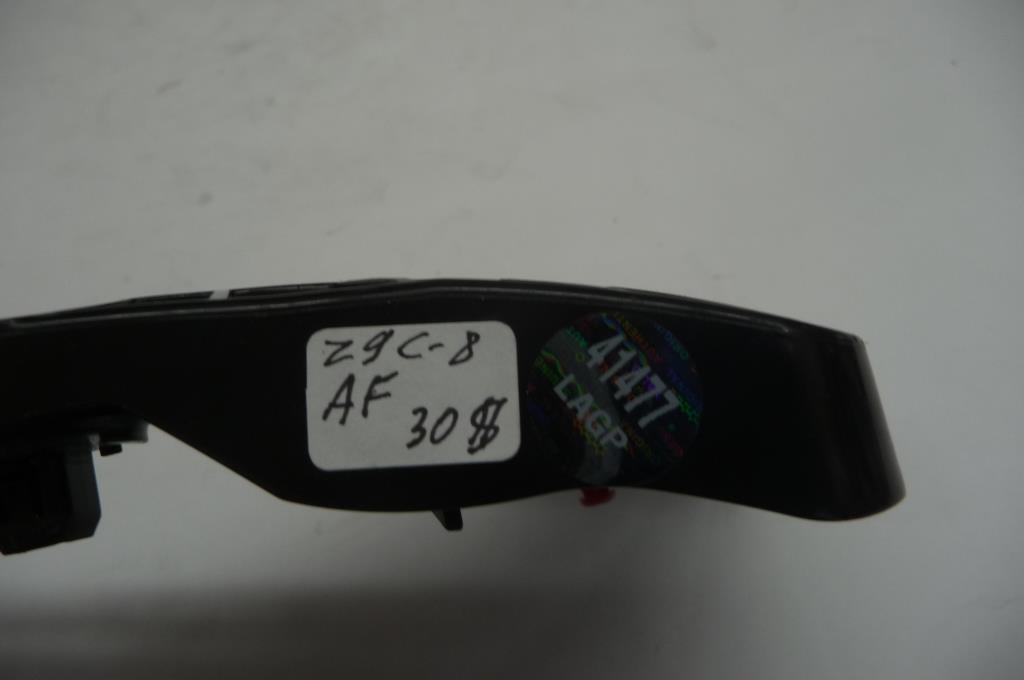 z9C-8
AF
30$
41477
LAGP